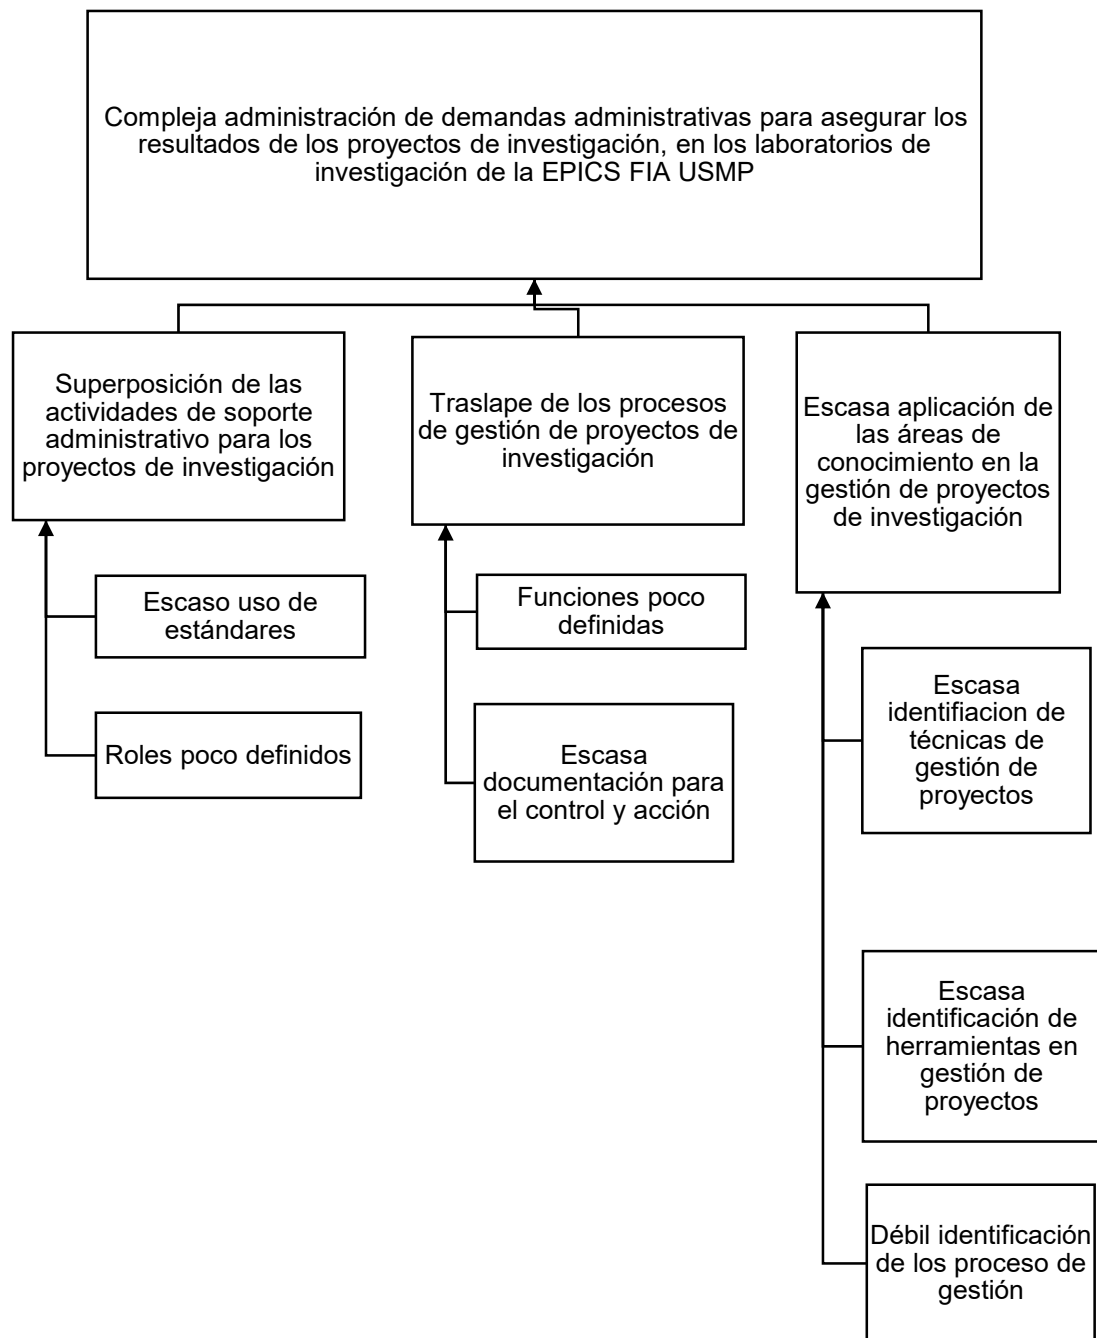 Compleja administración de demandas administrativas para asegurar los
resultados de los proyectos de investigación, en los laboratorios de
investigación de la EPICS FIA USMP
Superposición de las
actividades de soporte
administrativo para los
proyectos de investigación
Escaso uso de
estándares
Roles poco definidos
Traslape de los procesos
de gestión de proyectos de
investigación
Funciones poco
definidas
Escasa
documentación para
el control y acción
Escasa aplicación de
las áreas de
conocimiento en la
gestión de proyectos
de investigación
Escasa
identifiacion de
técnicas de
gestión de
proyectos
Escasa
identificación de
herramientas en
gestión de
proyectos
Débil identificación
de los proceso de
gestión